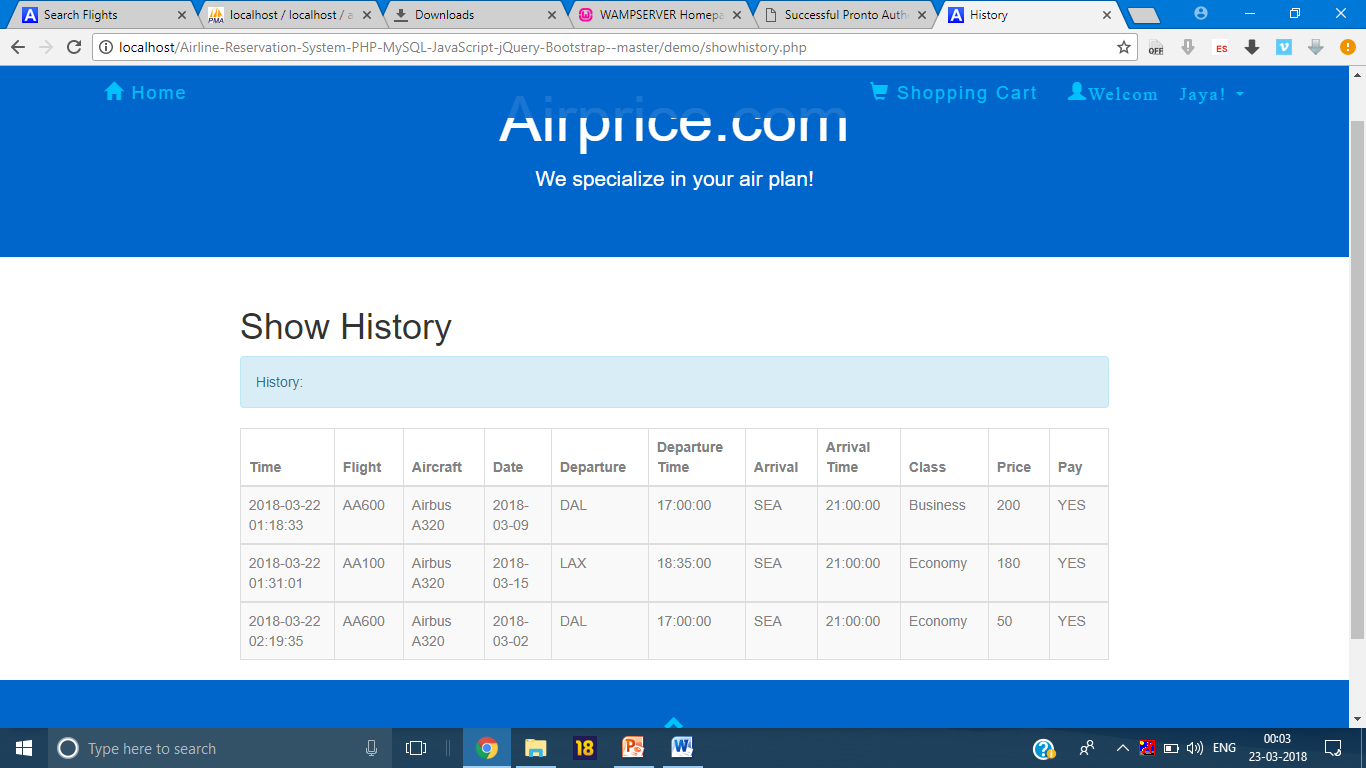 Search Flights
localhost / localhost / a
Downloads
WAMPSERVER Homepa
Successful Pronto Auth
History
localhost/Airline-Reservation-System-PHP-MySQL-JavaScript-jQuery-Bootstrap--master/demo/showhistory.php
OFF
ES
Home
Shopping Cart
Welcom Jaya!
Airprice.com
We specialize in your air plan!
Show History
History:
Time Flight Aircraft Date Departure Departure Time Arrival Arrival Time Class Price Pay
2018-03-22 01:18:33 AA600 Airbus A320 2018-03-09 DAL 17:00:00 SEA 21:00:00 Business 200 YES
2018-03-22 01:31:01 AA100 Airbus A320 2018-03-15 LAX 18:35:00 SEA 21:00:00 Economy 180 YES
2018-03-22 02:19:35 AA600 Airbus A320 2018-03-02 DAL 17:00:00 SEA 21:00:00 Economy 50 YES
Type here to search
18
ENG
00:03
23-03-2018